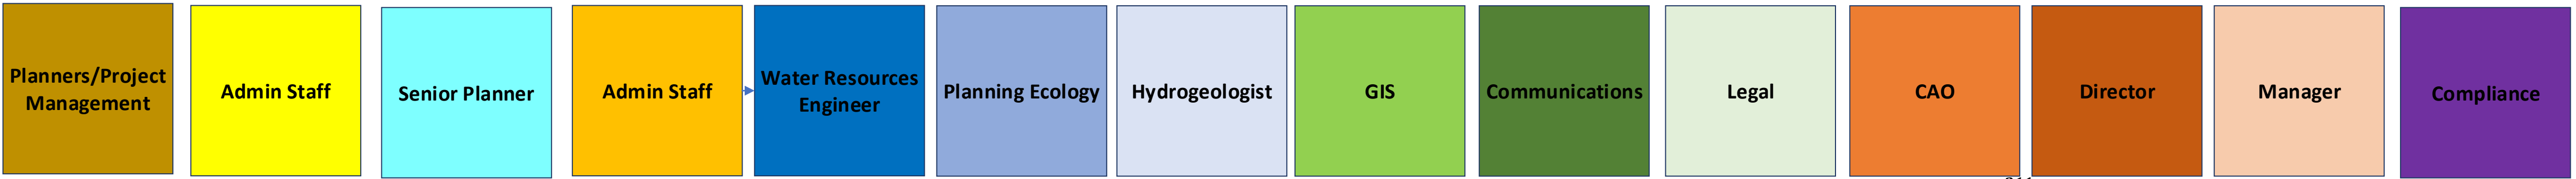 Planners/Project
Management
Admin Staff
Senior Planner
Admin Staff
Water Resources
Engineer
Planning Ecology
Hydrogeologist
GIS
Communications
Legal
CAO
Director
Manager
Compliance